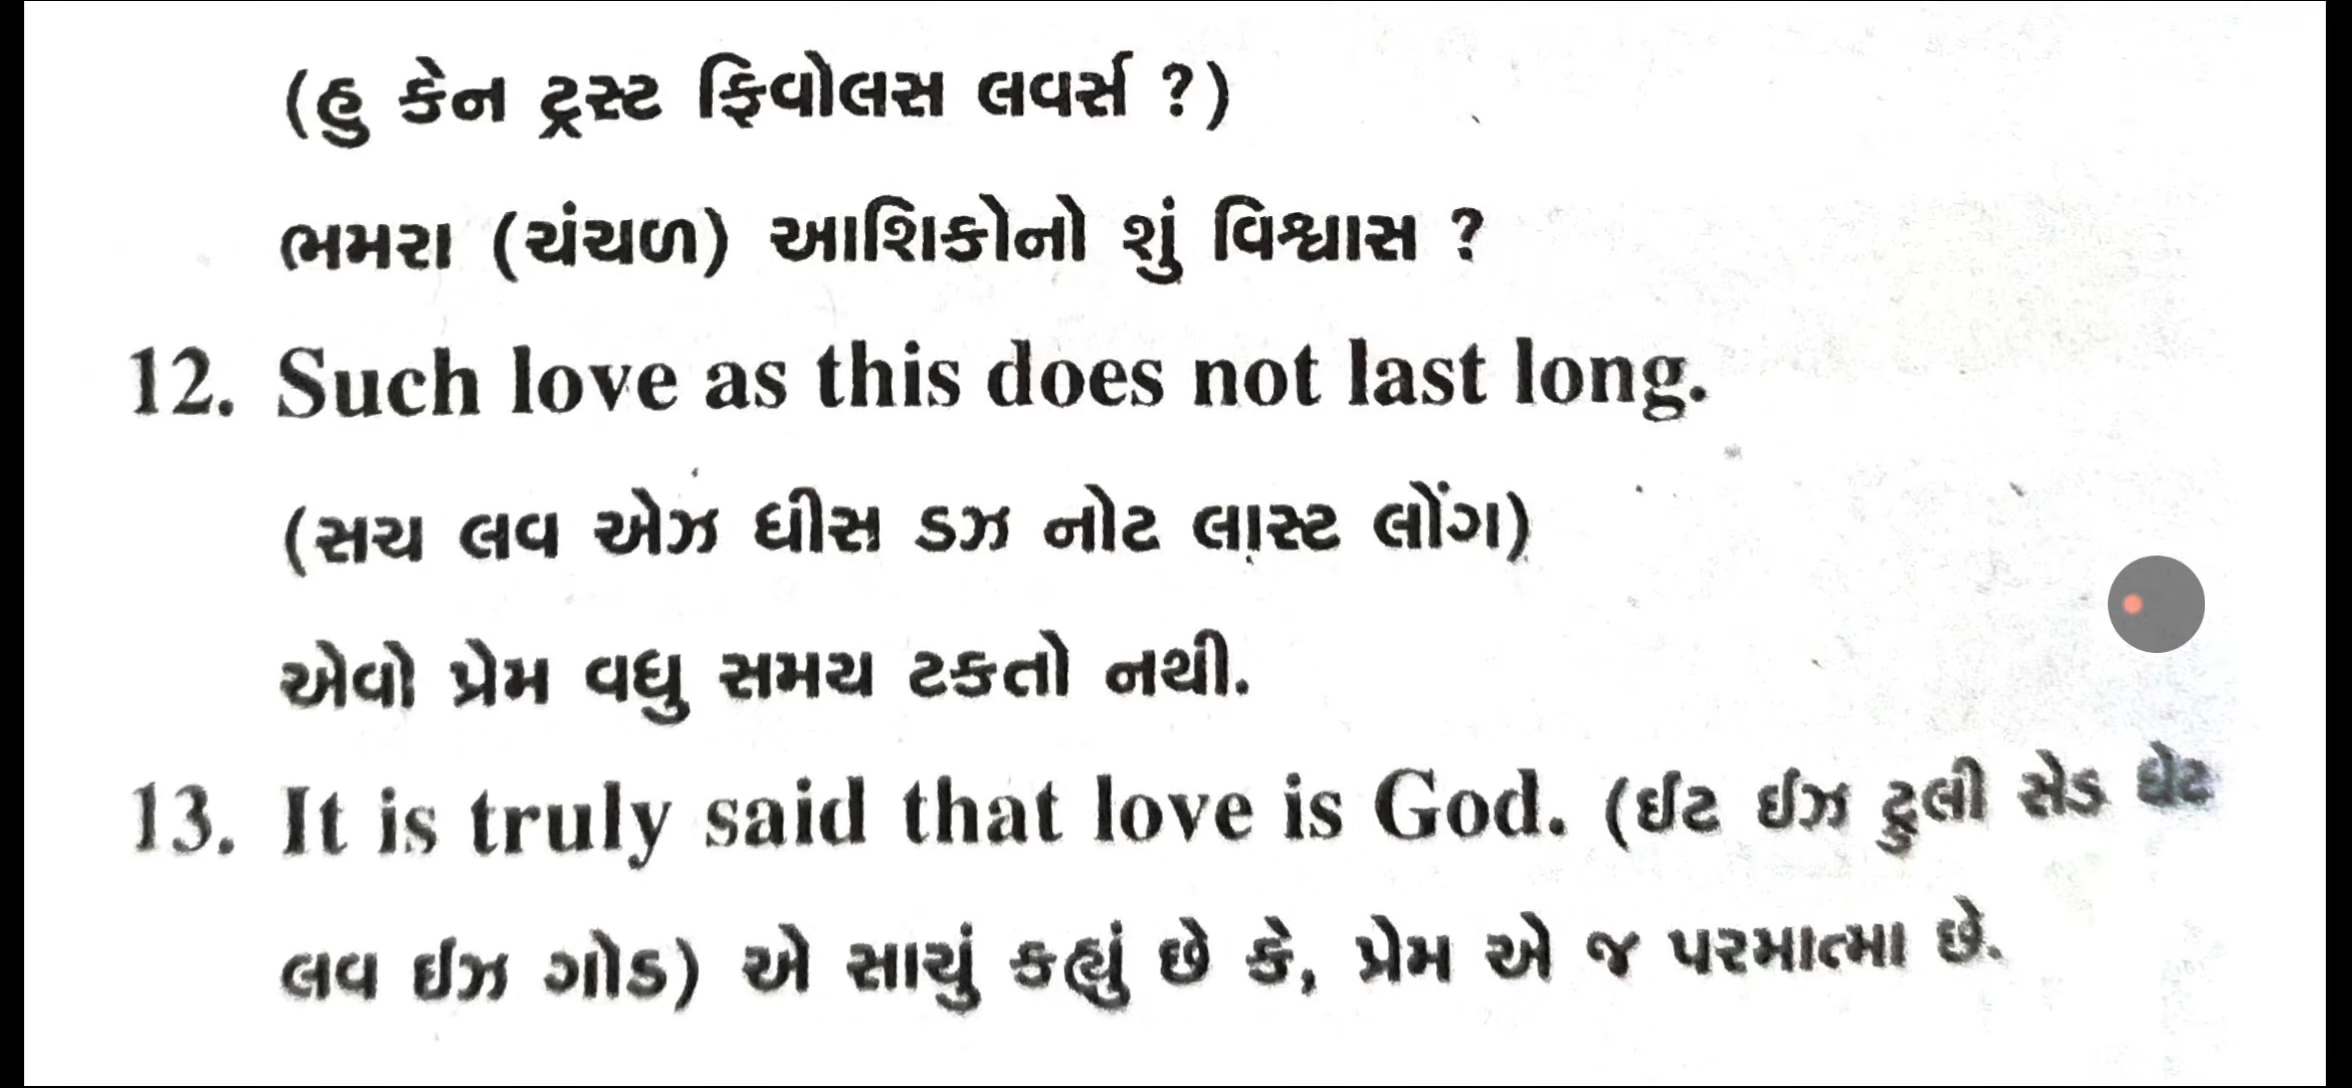 (હુ કેન ટ્રસ્ટ ફિવોલસ લવર્સ ?)
ભમરા (ચંચળ) આશિકોનો શું વિશ્વાસ ?
12. Such love as this does not last long.
(સચ લવ એઝ ધીસ ડઝ નોટ લાસ્ટ લોંગ)
એવો પ્રેમ વધુ સમય ટકતો નથી.
13. It is truly said that love is God. (ઈટ ઈઝ ટ્રુલી સેડ ધેટ
લવ ઈઝ ગોડ) એ સાચું કહ્યું છે કે, પ્રેમ એ જ પરમાત્મા છે.